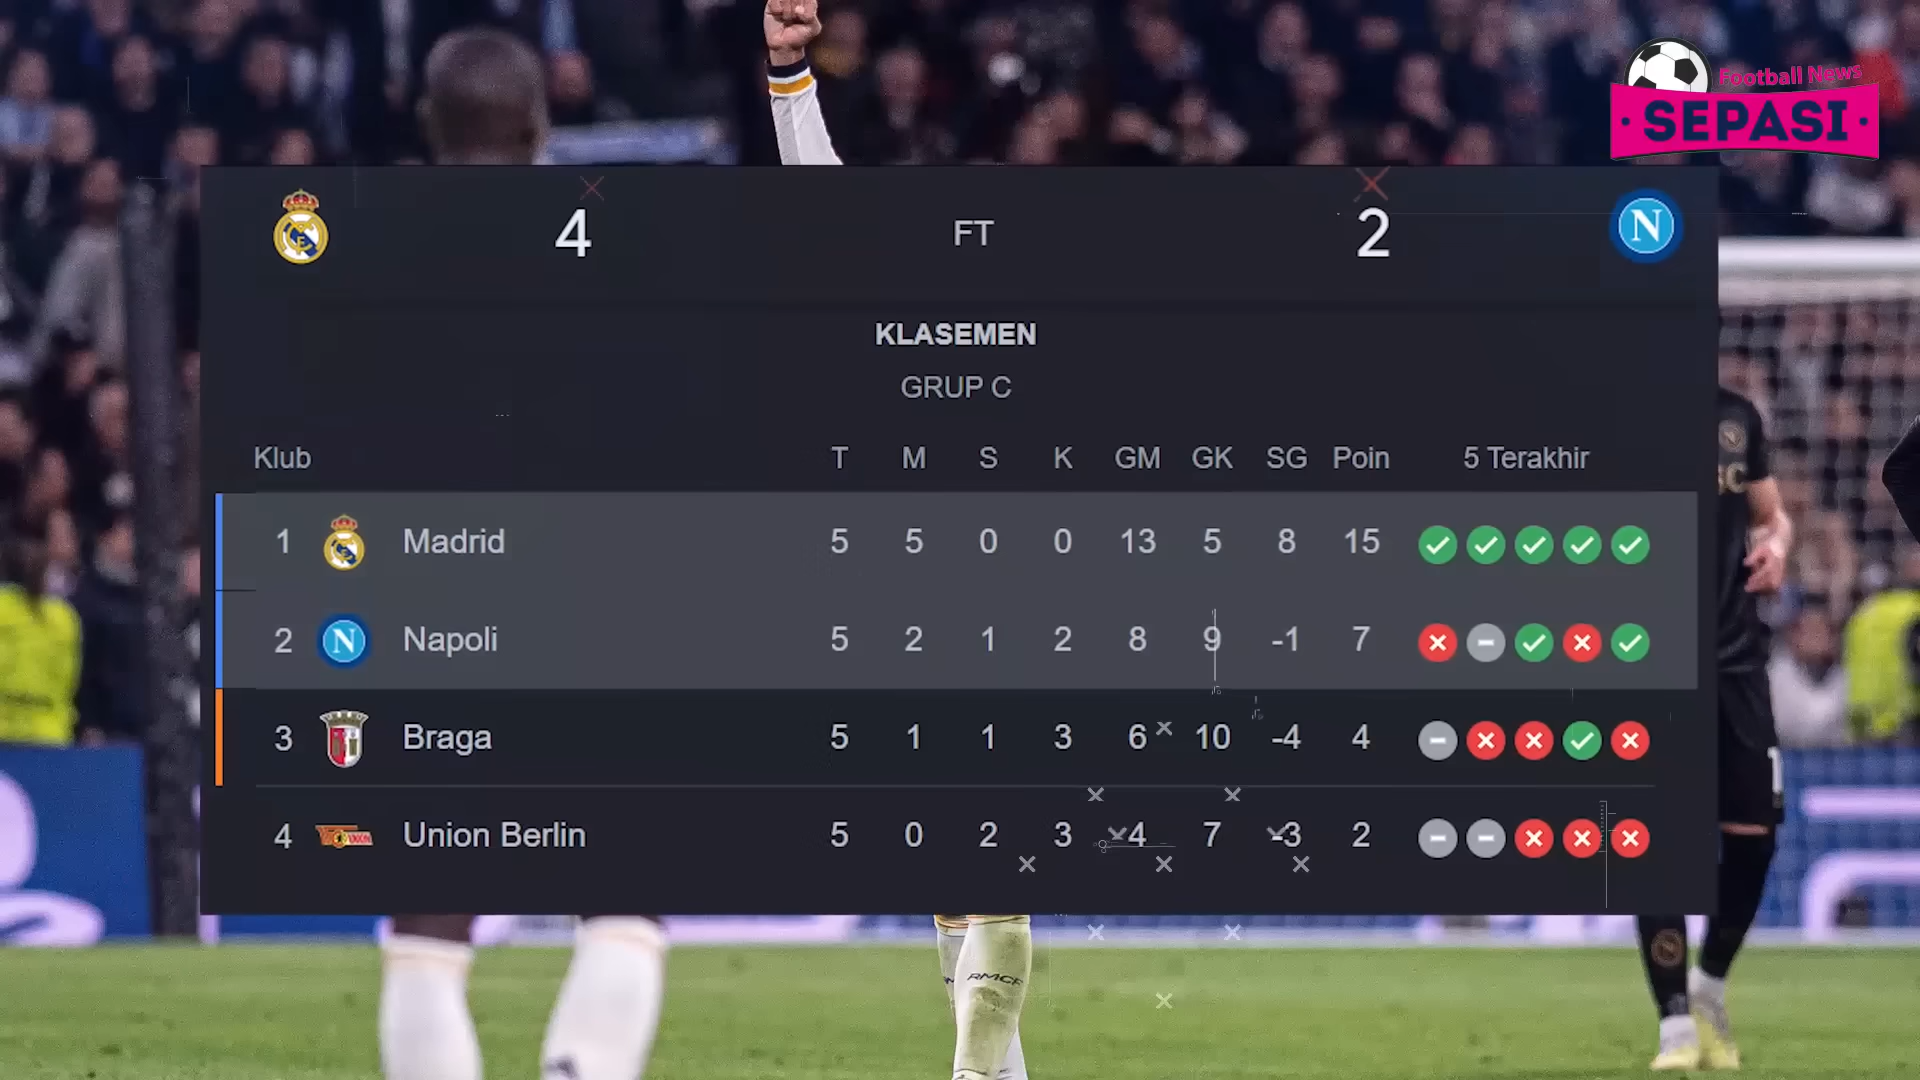 Football News
SEPASI
4 FT 2
N
KLASEMEN
GRUP C
Klub T M S K GM GK SG Poin 5 Terakhir
1 Madrid 5 5 0 0 13 5 8 15
2 N Napoli 5 2 1 2 8 9 -1 7
3 Braga 5 1 1 3 6 10 -4 4
4 Union Berlin 5 0 2 3 4 7 -3 2
RMCF